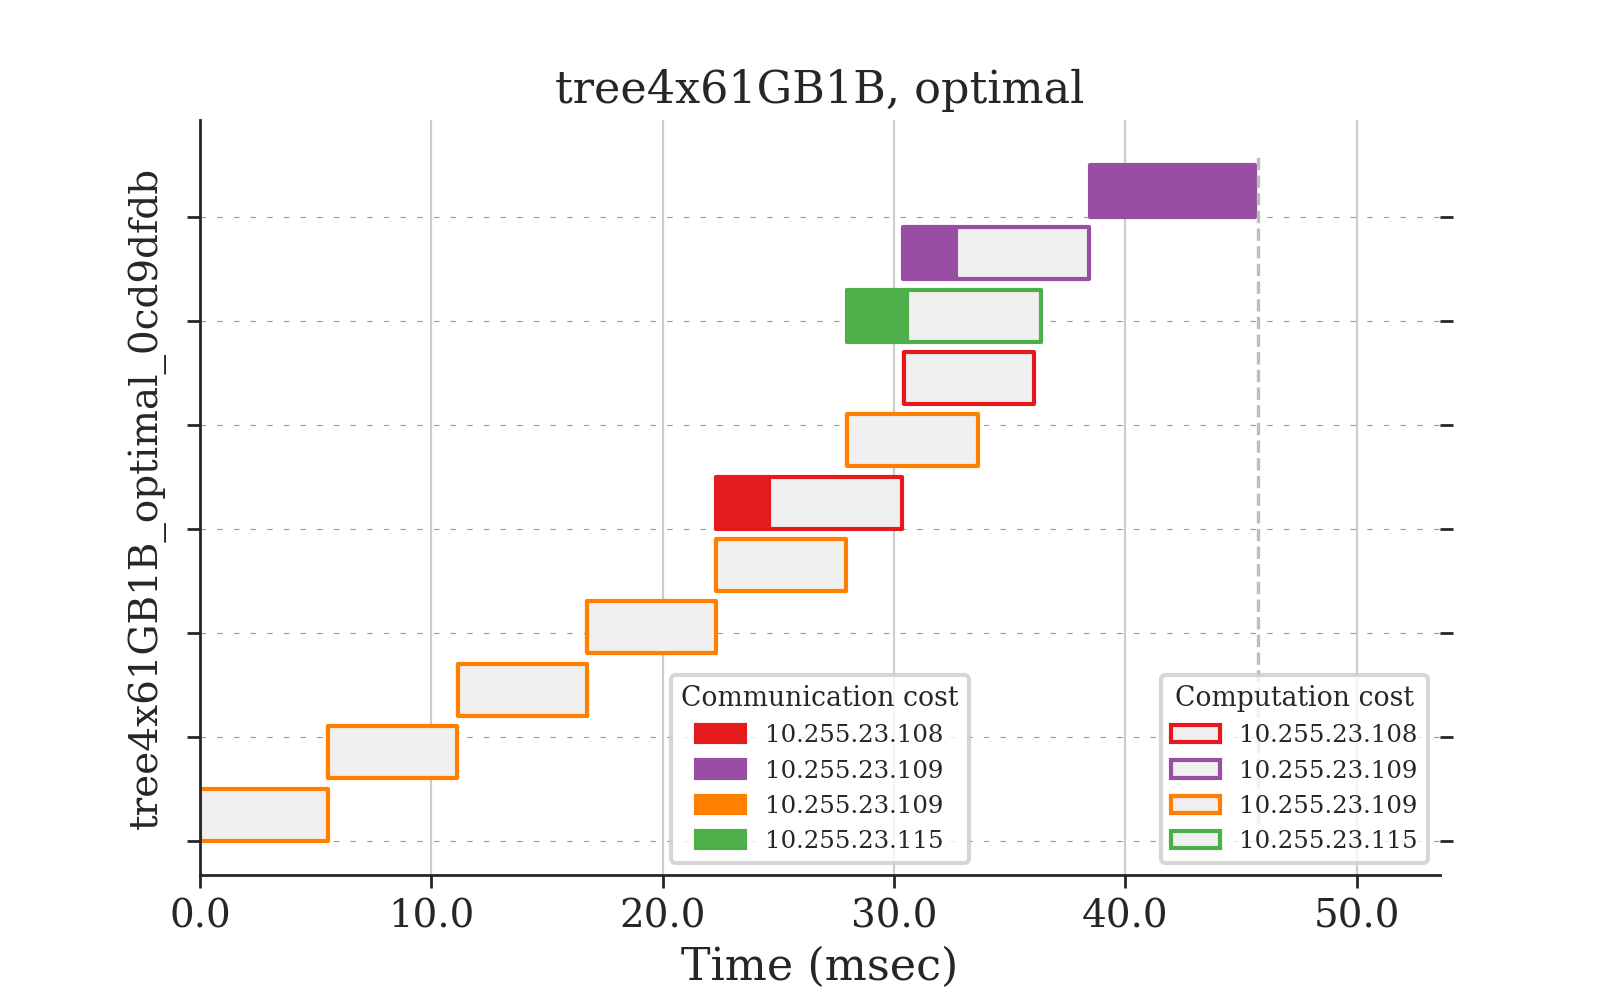 tree4x61GB1B, optimal
tree4x61GB1B_optimal_0cd9dfdb
Communication cost
10.255.23.108
10.255.23.109
10.255.23.109
10.255.23.115
Computation cost
10.255.23.108
10.255.23.109
10.255.23.109
10.255.23.115
0.0 10.0 20.0 30.0 40.0 50.0
Time (msec)